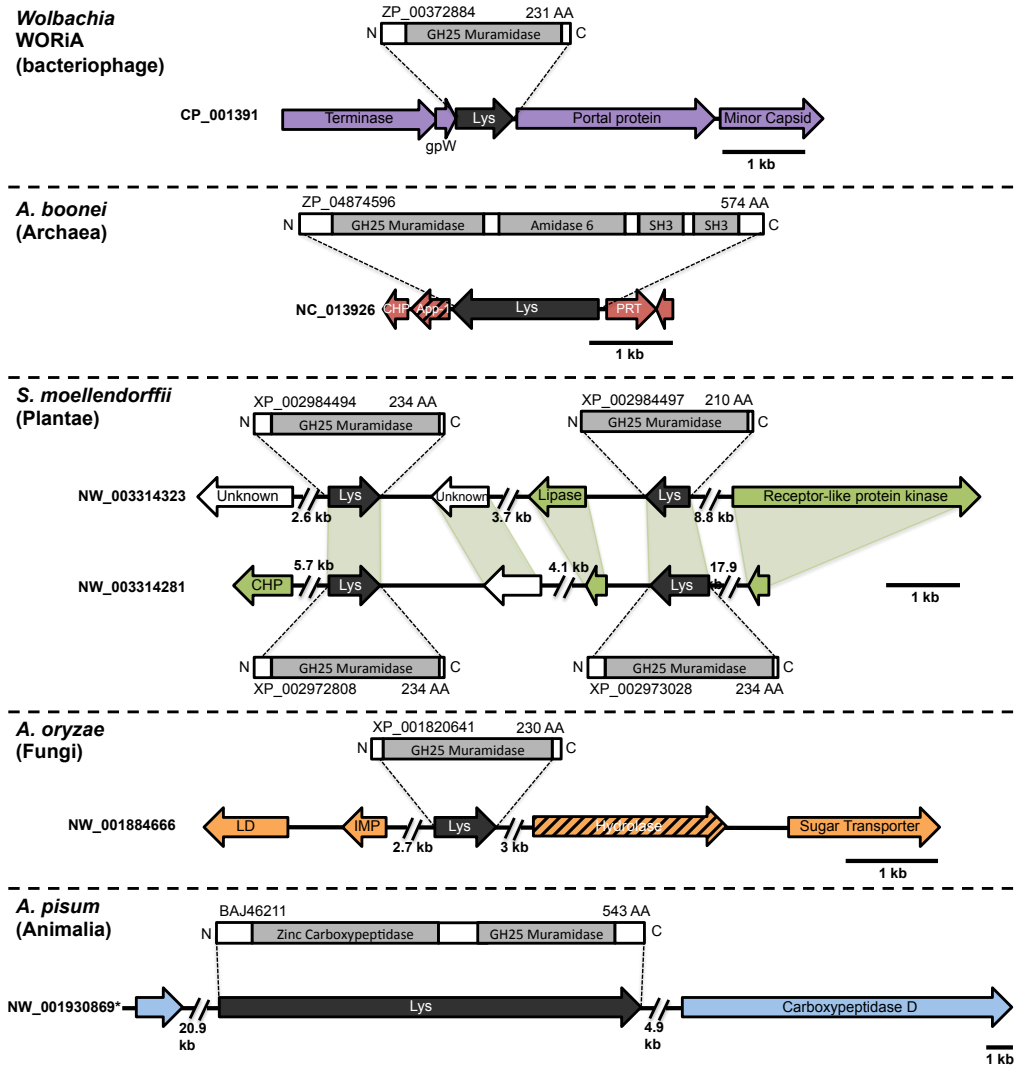 Wolbachia
WORiA
(bacteriophage)
ZP_00372884 231 AA
N GH25 Muramidase C
CP_001391 Terminase Lys Portal protein Minor Capsid
gpW
1 kb
A. boonei
(Archaea)
ZP_04874596 574 AA
N GH25 Muramidase Amidase 6 SH3 SH3 C
NC_013926 CHP App-1 Lys PRT
1 kb
S. moellendorffii
(Plantae)
XP_002984494 234 AA XP_002984497 210 AA
N GH25 Muramidase C N GH25 Muramidase C
NW_003314323 Unknown Lys Unknown Lipase Lys Receptor-like protein kinase
2.6 kb 3.7 kb 8.8 kb
5.7 kb 4.1 kb 17.9 kb
NW_003314281 CHP Lys Lys
1 kb
N GH25 Muramidase C N GH25 Muramidase C
XP_002972808 234 AA XP_002973028 234 AA
A. oryzae
(Fungi)
XP_001820641 230 AA
N GH25 Muramidase C
NW_001884666 LD IMP Lys Hydrolase Sugar Transporter
2.7 kb 3 kb
1 kb
A. pisum
(Animalia)
BAJ46211 543 AA
N Zinc Carboxypeptidase GH25 Muramidase C
NW_001930869* Lys Carboxypeptidase D
20.9 kb 4.9 kb
1 kb